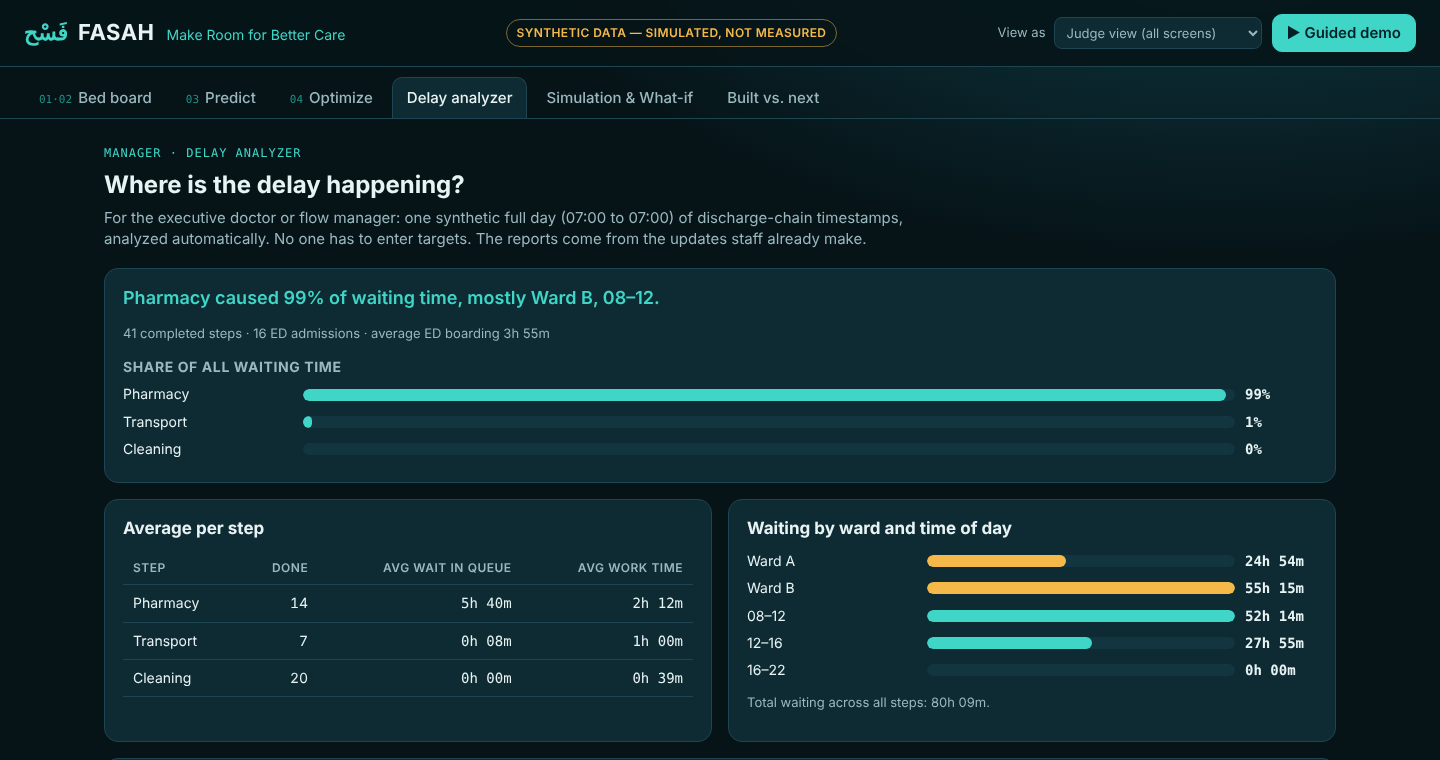 فَسْح FASAH Make Room for Better Care
SYNTHETIC DATA — SIMULATED, NOT MEASURED
View as Judge view (all screens) ▶ Guided demo
01·02 Bed board 03 Predict 04 Optimize Delay analyzer Simulation & What-if Built vs. next
MANAGER · DELAY ANALYZER
Where is the delay happening?
For the executive doctor or flow manager: one synthetic full day (07:00 to 07:00) of discharge-chain timestamps,
analyzed automatically. No one has to enter targets. The reports come from the updates staff already make.
Pharmacy caused 99% of waiting time, mostly Ward B, 08–12.
41 completed steps · 16 ED admissions · average ED boarding 3h 55m
SHARE OF ALL WAITING TIME
Pharmacy 99%
Transport 1%
Cleaning 0%
Average per step
STEP DONE AVG WAIT IN QUEUE AVG WORK TIME
Pharmacy 14 5h 40m 2h 12m
Transport 7 0h 08m 1h 00m
Cleaning 20 0h 00m 0h 39m
Waiting by ward and time of day
Ward A 24h 54m
Ward B 55h 15m
08–12 52h 14m
12–16 27h 55m
16–22 0h 00m
Total waiting across all steps: 80h 09m.